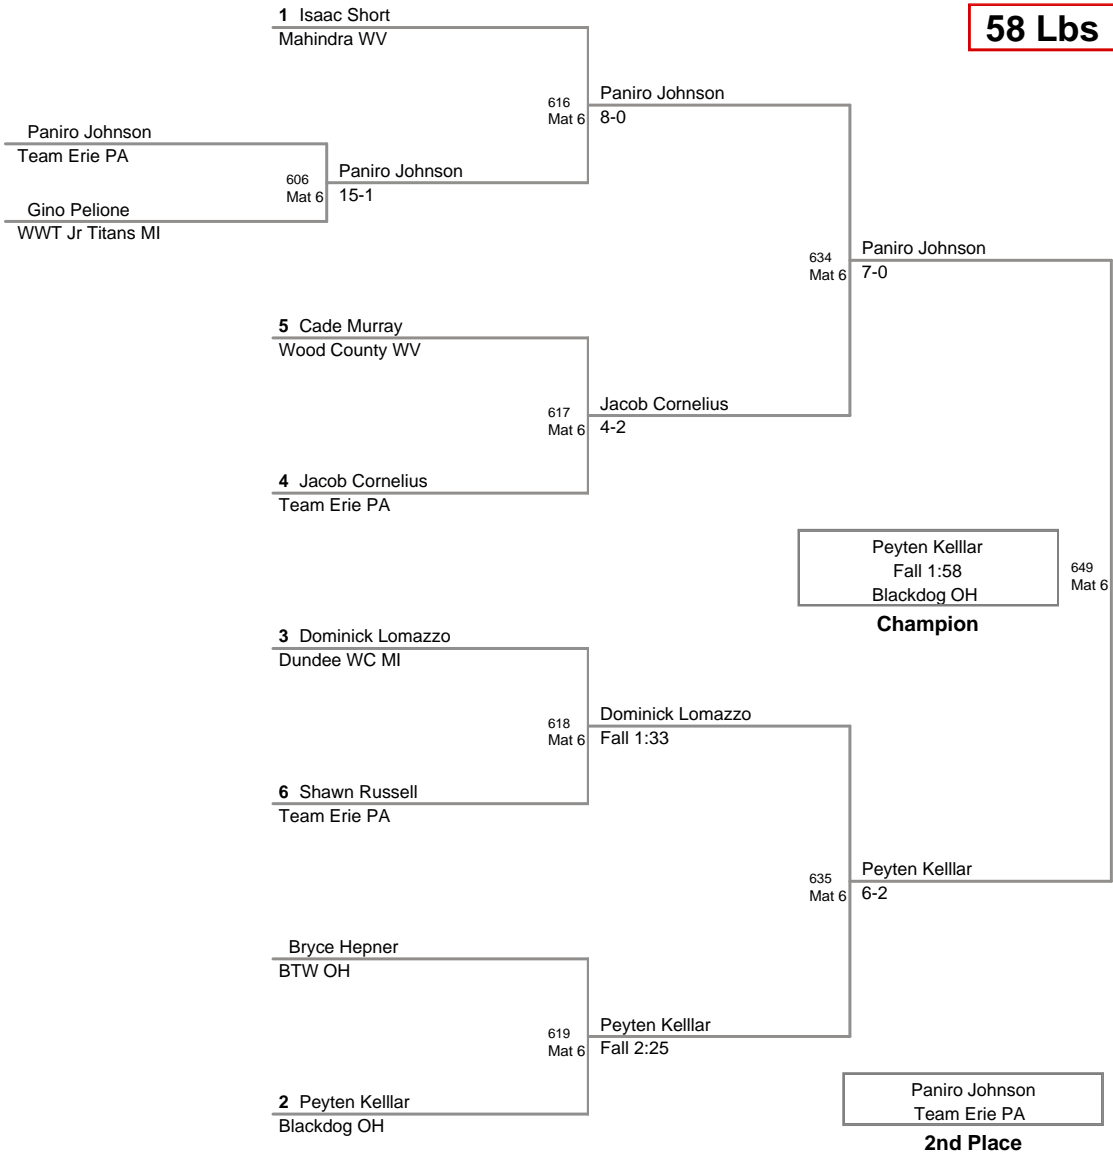 58 Lbs
1 Isaac Short
Mahindra WV
616
Mat 6
Paniro Johnson
8-0
Paniro Johnson
Team Erie PA
606
Mat 6
Paniro Johnson
15-1
Gino Pelione
WWT Jr Titans MI
634
Mat 6
Paniro Johnson
7-0
5 Cade Murray
Wood County WV
617
Mat 6
Jacob Cornelius
4-2
4 Jacob Cornelius
Team Erie PA
Peyten Kelllar
Fall 1:58
Blackdog OH
Champion
649
Mat 6
3 Dominick Lomazzo
Dundee WC MI
618
Mat 6
Dominick Lomazzo
Fall 1:33
6 Shawn Russell
Team Erie PA
635
Mat 6
Peyten Kelllar
6-2
Bryce Hepner
BTW OH
619
Mat 6
Peyten Kelllar
Fall 2:25
2 Peyten Kelllar
Blackdog OH
Paniro Johnson
Team Erie PA
2nd Place